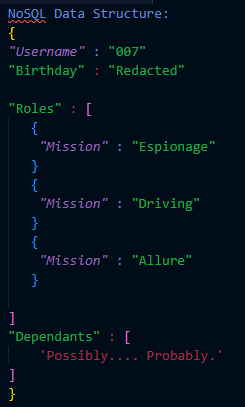 NoSQL Data Structure:
{
"Username" : "007"
"Birthday" : "Redacted"
"Roles" : [
{
"Mission" : "Espionage"
}
{
"Mission" : "Driving"
}
{
"Mission" : "Allure"
}
]
"Dependants" : [
'Possibly.... Probably.'
]
}